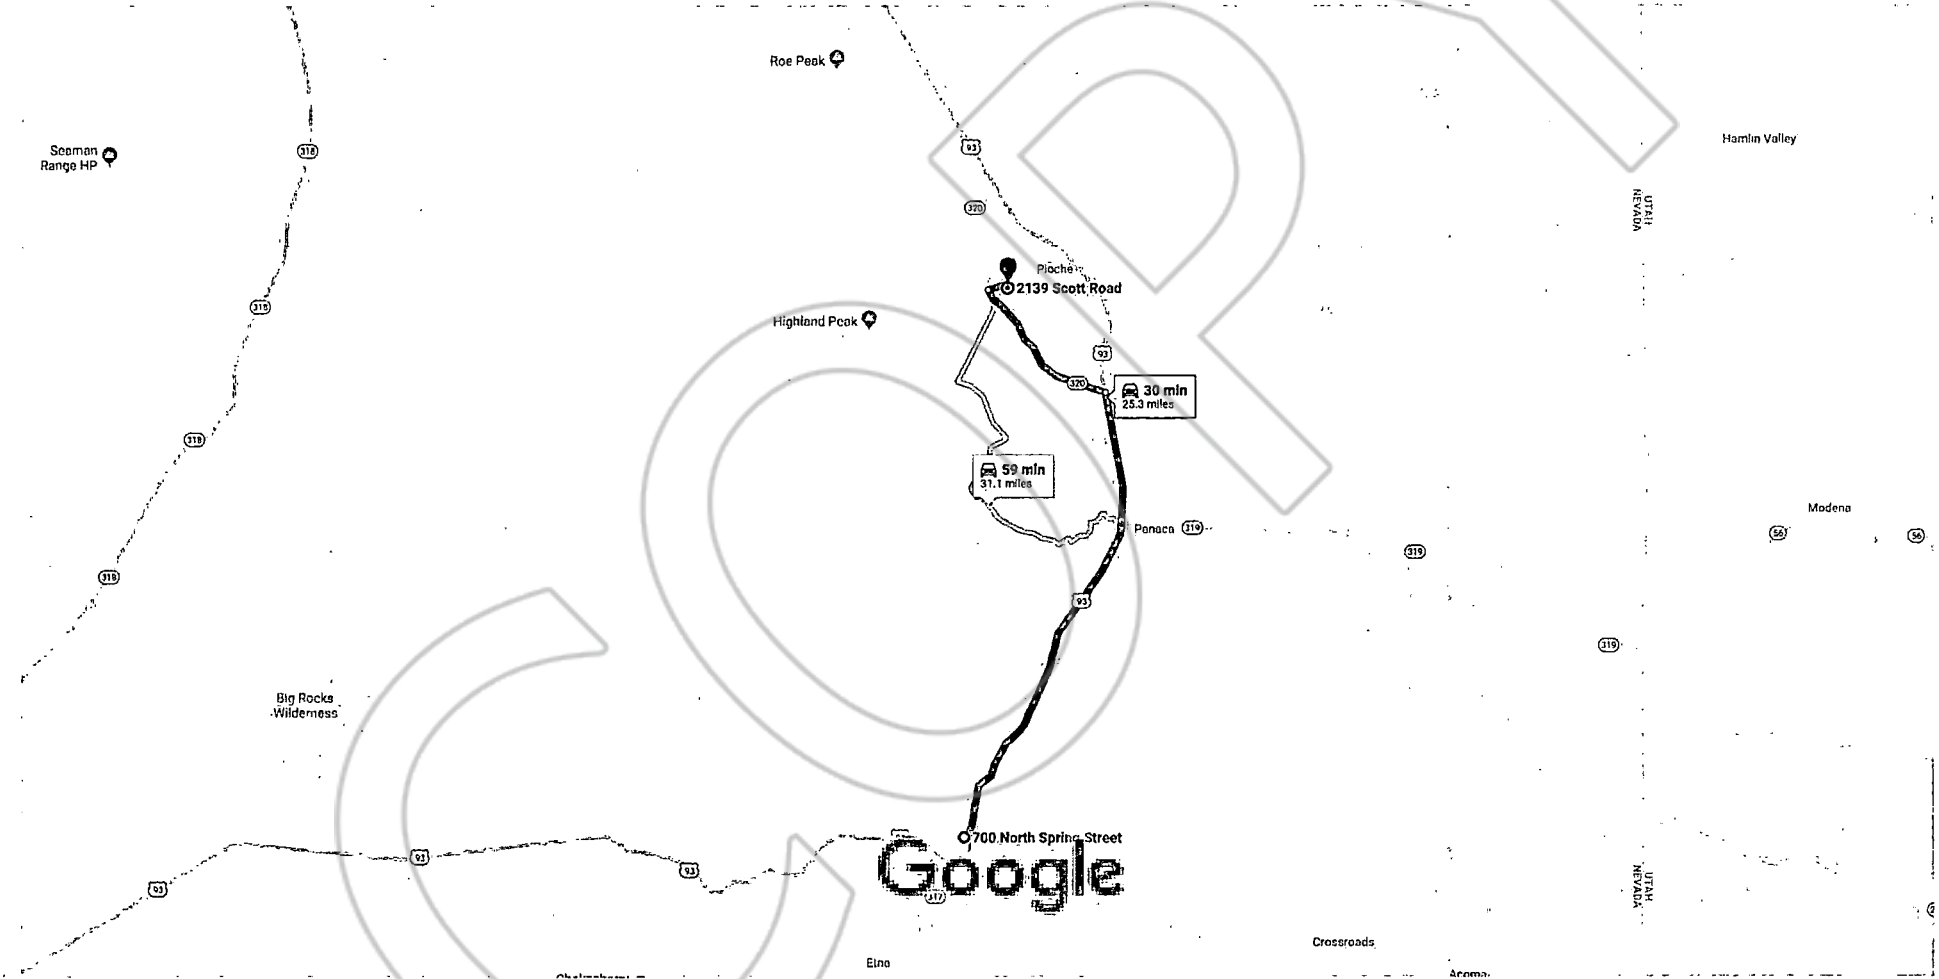 Roe Peak
93
Hamlin Valley
318
Seaman
Range HP
UTAH
NEVADA
320
Pioche
2139 Scott Road
318
Highland Peak
93
320
30 min
25.3 miles
318
59 min
31.1 miles
Modena
Panaca
319
56
56
319
318
93
319
Big Rocks
Wilderness
700 North Spring Street
93
93
93
Google
317
UTAH
NEVADA
Crossroads
Elna
Acoma
COPY